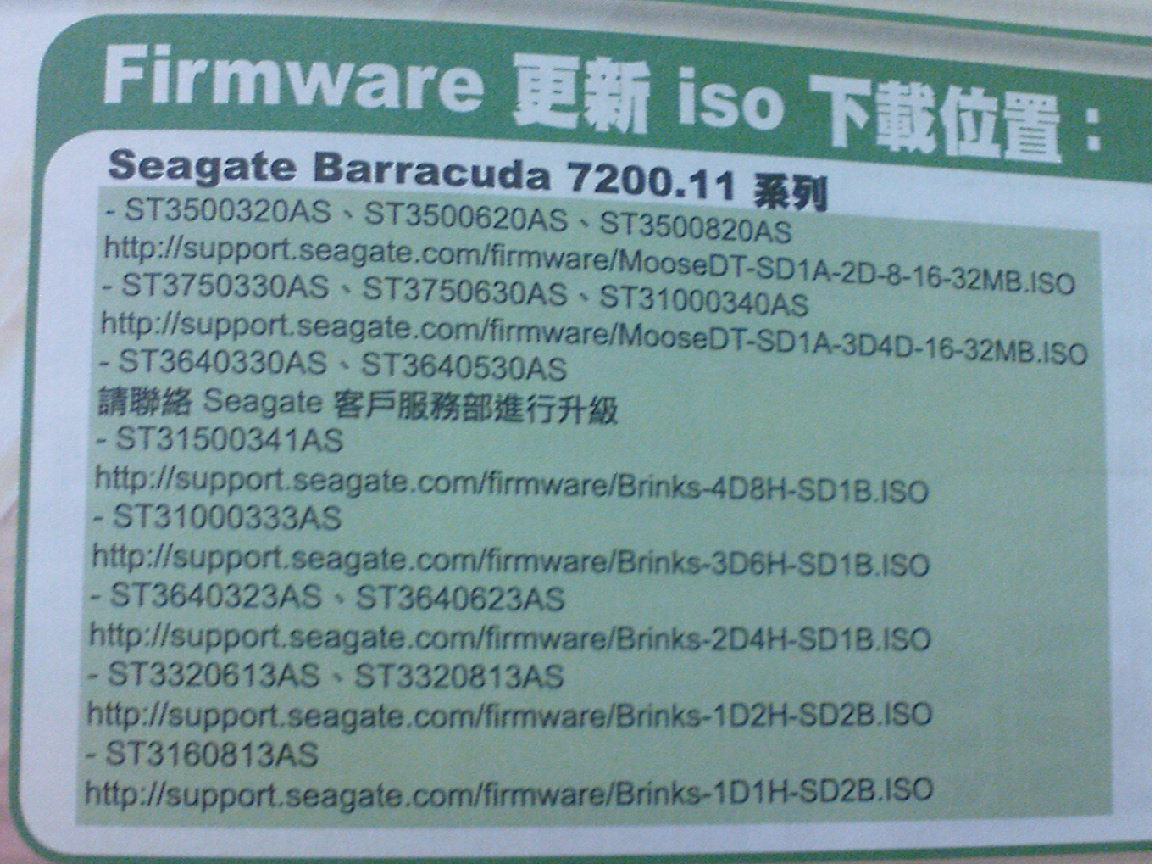 Firmware 更新 iso 下載位置：
Seagate Barracuda 7200.11 系列
- ST3500320AS、ST3500620AS、ST3500820AS
http://support.seagate.com/firmware/MooseDT-SD1A-2D-8-16-32MB.ISO
- ST3750330AS、ST3750630AS、ST31000340AS
http://support.seagate.com/firmware/MooseDT-SD1A-3D4D-16-32MB.ISO
- ST3640330AS、ST3640530AS
請聯絡 Seagate 客戶服務部進行升級
- ST31500341AS
http://support.seagate.com/firmware/Brinks-4D8H-SD1B.ISO
- ST31000333AS
http://support.seagate.com/firmware/Brinks-3D6H-SD1B.ISO
- ST3640323AS、ST3640623AS
http://support.seagate.com/firmware/Brinks-2D4H-SD1B.ISO
- ST3320613AS、ST3320813AS
http://support.seagate.com/firmware/Brinks-1D2H-SD2B.ISO
- ST3160813AS
http://support.seagate.com/firmware/Brinks-1D1H-SD2B.ISO